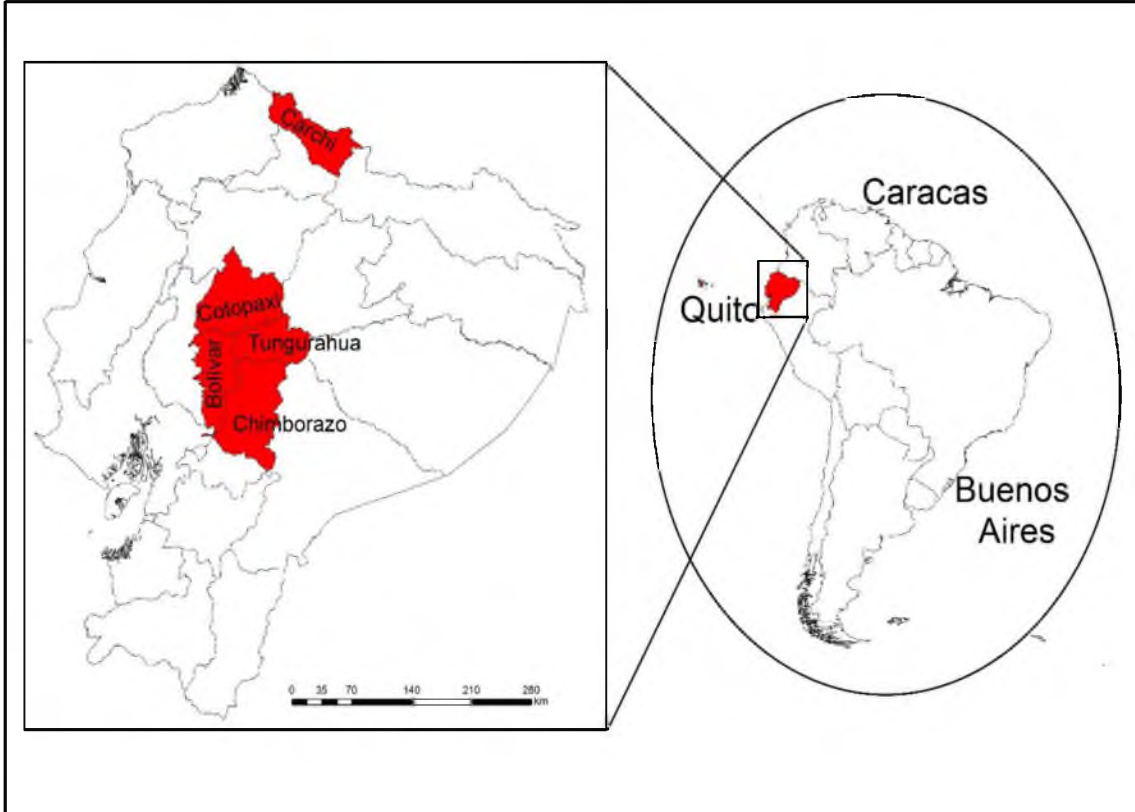 Carchi
Cotopaxi
Tungurahua
Bolivar
Chimborazo
0 35 70 140 210 280
km
Caracas
Quito
Buenos
Aires